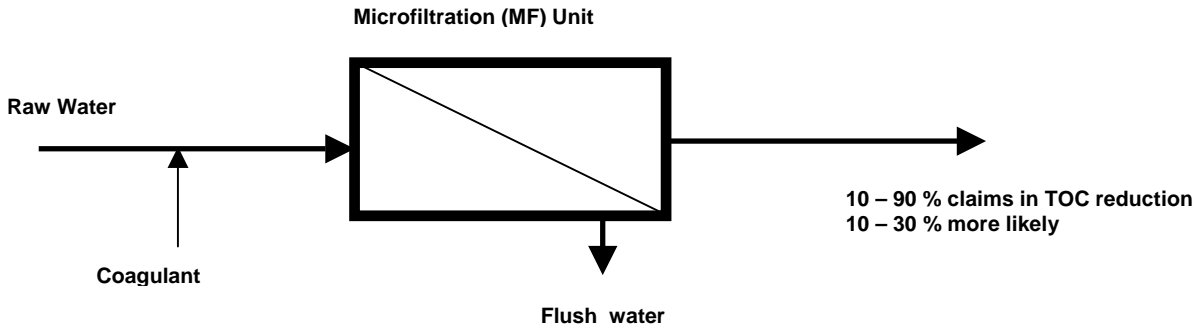 Microfiltration (MF) Unit
Raw Water
Coagulant
10 – 90 % claims in TOC reduction
10 – 30 % more likely
Flush water